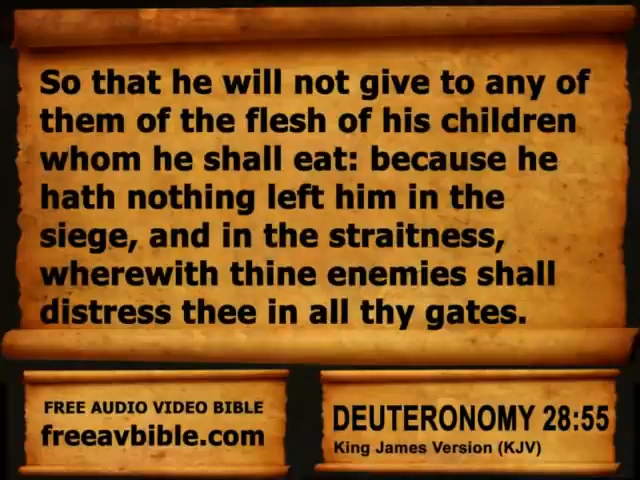 So that he will not give to any of
them of the flesh of his children
whom he shall eat: because he
hath nothing left him in the
siege, and in the straitness,
wherewith thine enemies shall
distress thee in all thy gates.
FREE AUDIO VIDEO BIBLE
freeavbible.com
DEUTERONOMY 28:55
King James Version (KJV)